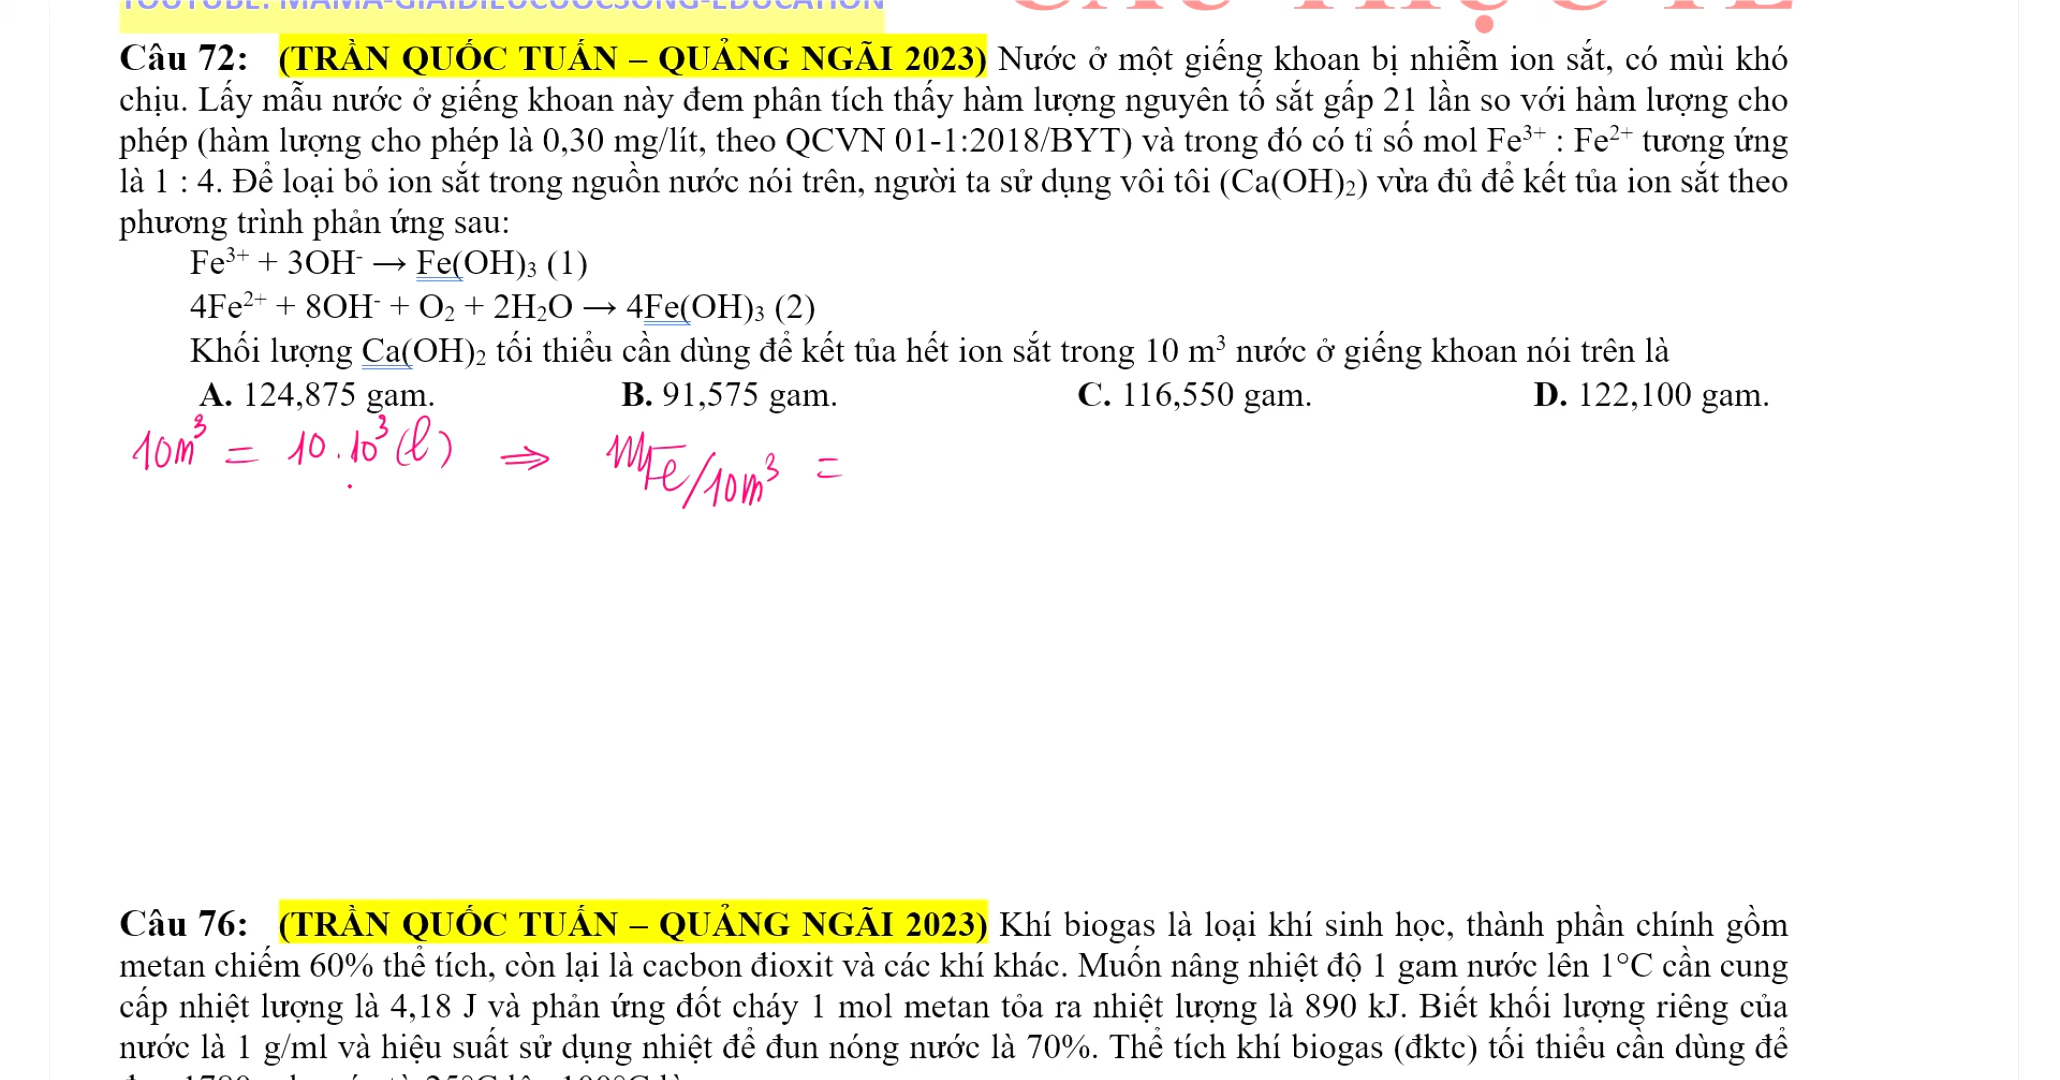 YOUTUBE: MAMA-GIAIDIEUCUOCSONG-EDUCATION
CÂU THỰC TẾ
Câu 72: (TRẦN QUỐC TUẤN – QUẢNG NGÃI 2023) Nước ở một giếng khoan bị nhiễm ion sắt, có mùi khó
chịu. Lấy mẫu nước ở giếng khoan này đem phân tích thấy hàm lượng nguyên tố sắt gấp 21 lần so với hàm lượng cho
phép (hàm lượng cho phép là 0,30 mg/lít, theo QCVN 01-1:2018/BYT) và trong đó có tỉ số mol Fe³⁺ : Fe²⁺ tương ứng
là 1 : 4. Để loại bỏ ion sắt trong nguồn nước nói trên, người ta sử dụng vôi tôi (Ca(OH)₂) vừa đủ để kết tủa ion sắt theo
phương trình phản ứng sau:
Fe³⁺ + 3OH⁻ → Fe(OH)₃ (1)
4Fe²⁺ + 8OH⁻ + O₂ + 2H₂O → 4Fe(OH)₃ (2)
Khối lượng Ca(OH)₂ tối thiểu cần dùng để kết tủa hết ion sắt trong 10 m³ nước ở giếng khoan nói trên là
A. 124,875 gam. B. 91,575 gam. C. 116,550 gam. D. 122,100 gam.
10m³ = 10.10³ (l) ⇒ mFe/10m³ =
Câu 76: (TRẦN QUỐC TUẤN – QUẢNG NGÃI 2023) Khí biogas là loại khí sinh học, thành phần chính gồm
metan chiếm 60% thể tích, còn lại là cacbon đioxit và các khí khác. Muốn nâng nhiệt độ 1 gam nước lên 1°C cần cung
cấp nhiệt lượng là 4,18 J và phản ứng đốt cháy 1 mol metan tỏa ra nhiệt lượng là 890 kJ. Biết khối lượng riêng của
nước là 1 g/ml và hiệu suất sử dụng nhiệt để đun nóng nước là 70%. Thể tích khí biogas (đktc) tối thiểu cần dùng để